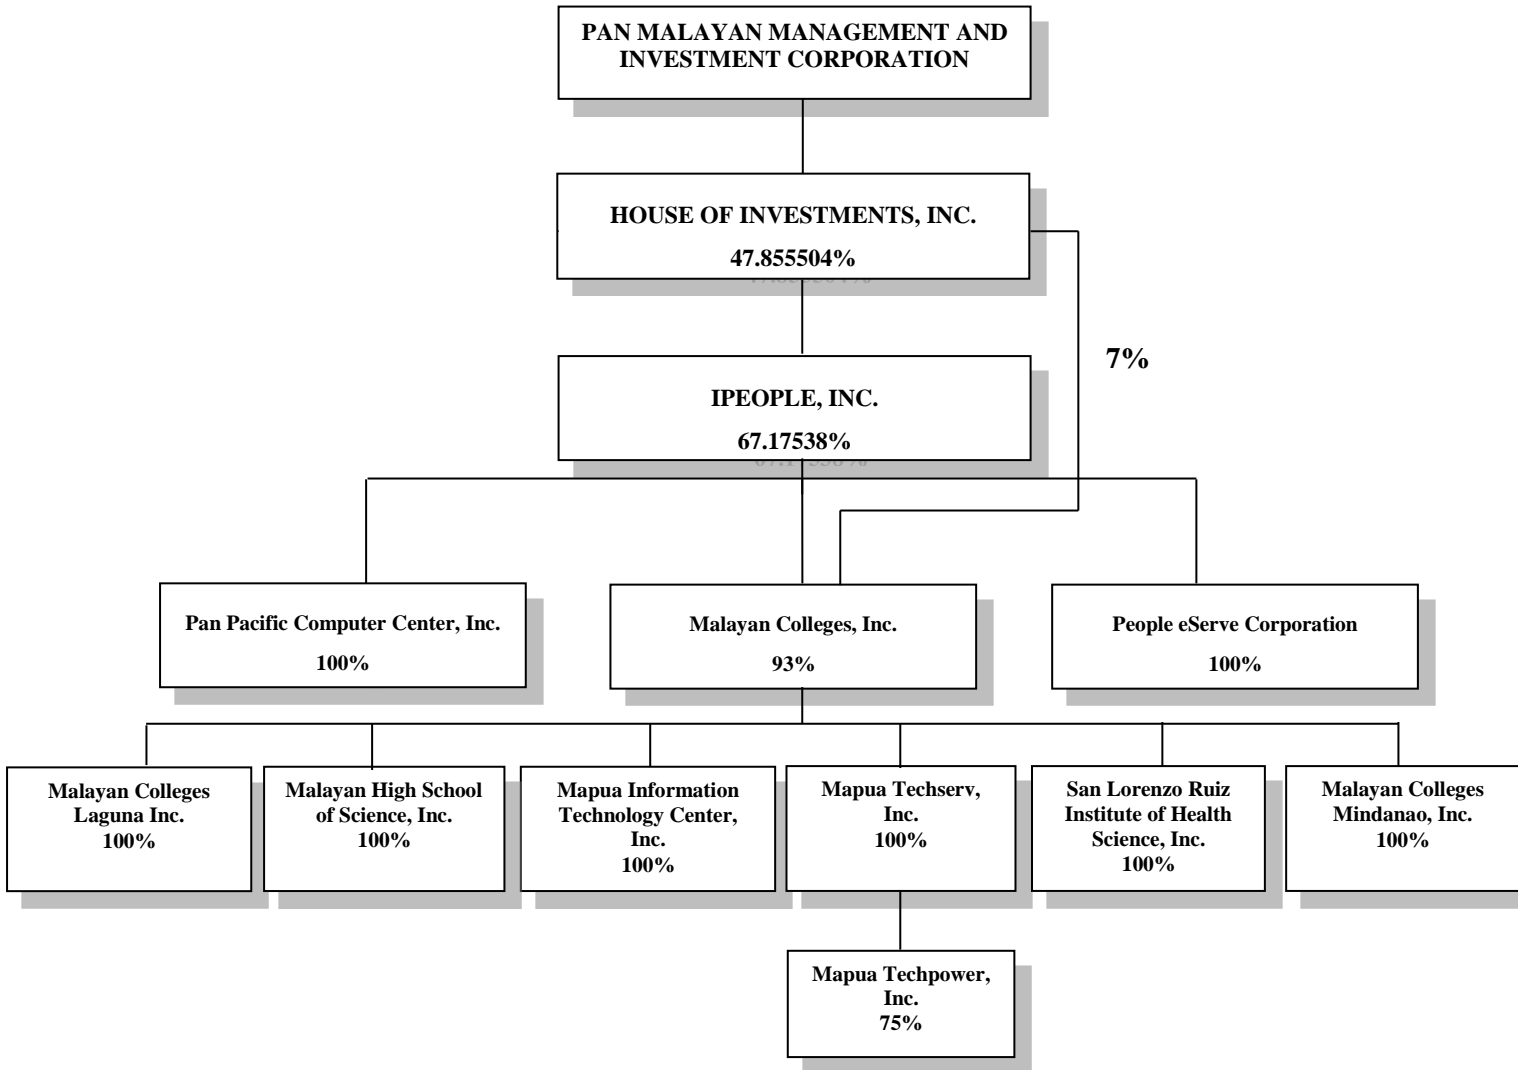 PAN MALAYAN MANAGEMENT AND
INVESTMENT CORPORATION
HOUSE OF INVESTMENTS, INC.
47.855504%
7%
IPEOPLE, INC.
67.17538%
Pan Pacific Computer Center, Inc.
100%
Malayan Colleges, Inc.
93%
People eServe Corporation
100%
Malayan Colleges
Laguna Inc.
100%
Malayan High School
of Science, Inc.
100%
Mapua Information
Technology Center,
Inc.
100%
Mapua Techserv,
Inc.
100%
San Lorenzo Ruiz
Institute of Health
Science, Inc.
100%
Malayan Colleges
Mindanao, Inc.
100%
Mapua Techpower,
Inc.
75%